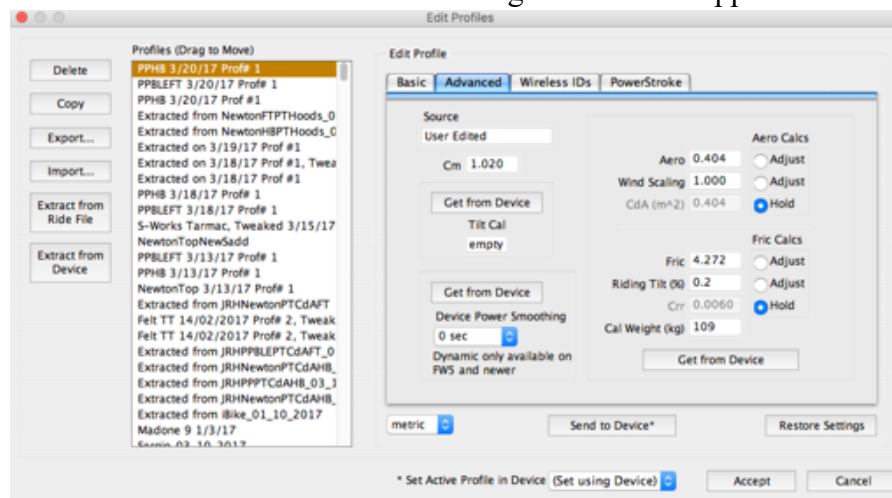 Edit Profiles
Delete
Copy
Export...
Import...
Extract from
Ride File
Extract from
Device
Profiles (Drag to Move)
PPHB 3/20/17 Prof# 1
PPBLEFT 3/20/17 Prof# 1
PPHB 3/20/17 Prof #1
Extracted from NewtonFTPTHoods_0
Extracted from NewtonHBPTHoods_0
Extracted on 3/19/17 Prof #1
Extracted on 3/18/17 Prof #1, Twea
Extracted on 3/18/17 Prof #1
PPHB 3/18/17 Prof# 1
PPBLEFT 3/18/17 Prof# 1
S-Works Tarmac, Tweaked 3/15/17
NewtonTopNewSadd
PPBLEFT 3/13/17 Prof# 1
PPHB 3/13/17 Prof# 1
NewtonTop 3/13/17 Prof# 1
Extracted from JRHNewtonPTCdAFT
Felt TT 14/02/2017 Prof# 2, Tweak
Felt TT 14/02/2017 Prof# 2, Tweak
Extracted from JRHPPBLEPTCdAFT_0
Extracted from JRHNewtonPTCdAHB_
Extracted from JRHPPPTCdAHB_03_1
Extracted from JRHNewtonPTCdAHB_
Extracted from iBike_01_10_2017
Madone 9 1/3/17
Sergio 03_10_2017
Edit Profile
Basic Advanced Wireless IDs PowerStroke
Source
User Edited
Cm 1.020
Get from Device
Tilt Cal
empty
Get from Device
Device Power Smoothing
0 sec
Dynamic only available on
FW5 and newer
Aero Calcs
Aero 0.404 Adjust
Wind Scaling 1.000 Adjust
CdA (m^2) 0.404 Hold
Fric Calcs
Fric 4.272 Adjust
Riding Tilt (%) 0.2 Adjust
Crr 0.0060 Hold
Cal Weight (kg) 109
Get from Device
metric
Send to Device*
Restore Settings
* Set Active Profile in Device (Set using Device)
Accept
Cancel